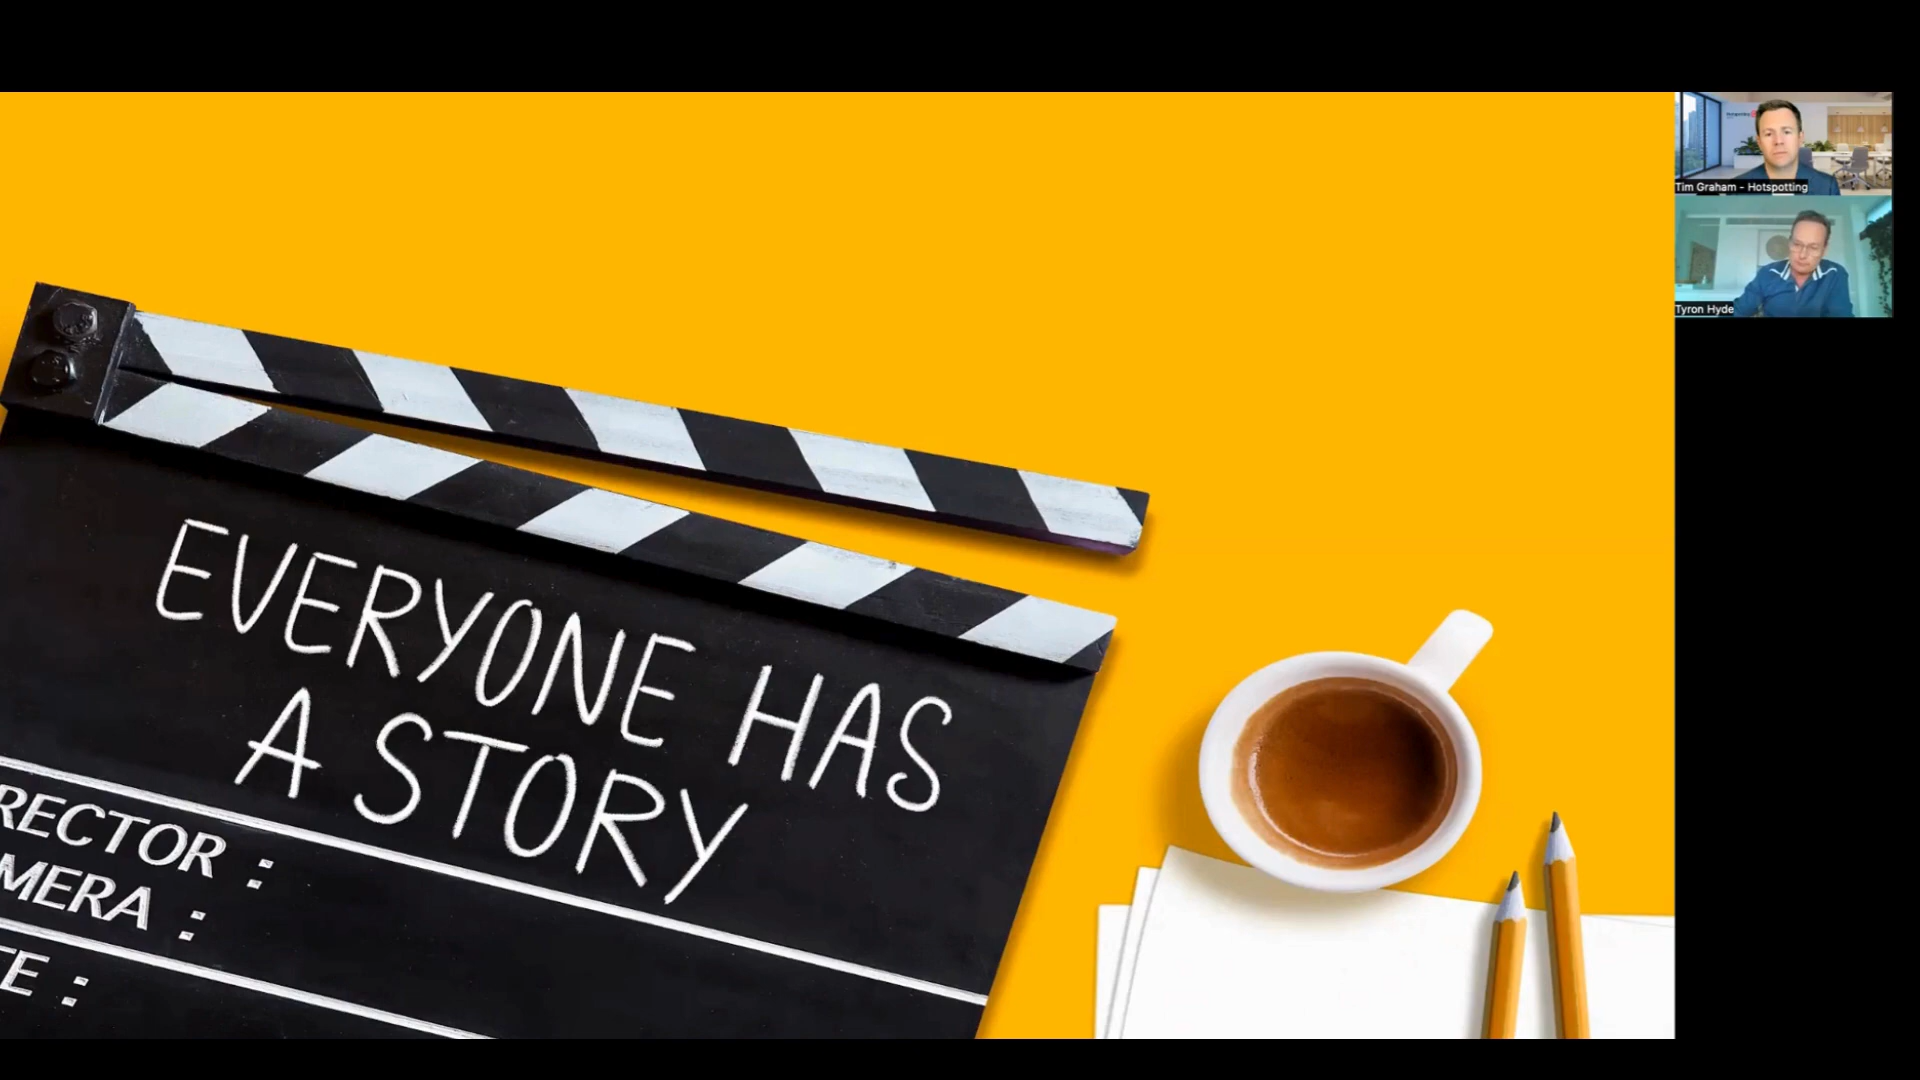 EVERYONE HAS
A STORY
RECTOR :
MERA :
TE :
Tim Graham - Hotspotting
Tyron Hyde